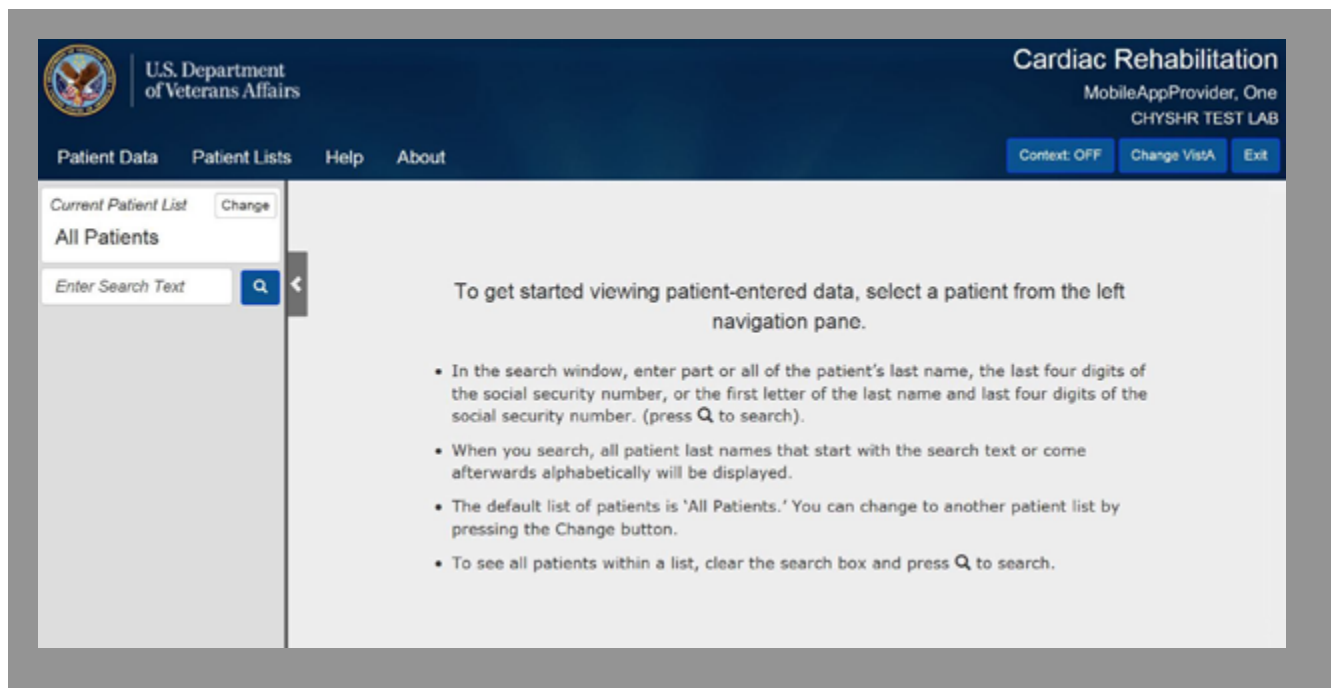 U.S. Department
of Veterans Affairs
Cardiac Rehabilitation
MobileAppProvider, One
CHYSHR TEST LAB
Patient Data Patient Lists Help About
Context: OFF Change VistA Exit
Current Patient List Change
All Patients
Enter Search Text
To get started viewing patient-entered data, select a patient from the left
navigation pane.
• In the search window, enter part or all of the patient's last name, the last four digits of
the social security number, or the first letter of the last name and last four digits of the
social security number. (press to search).
• When you search, all patient last names that start with the search text or come
afterwards alphabetically will be displayed.
• The default list of patients is 'All Patients.' You can change to another patient list by
pressing the Change button.
• To see all patients within a list, clear the search box and press to search.